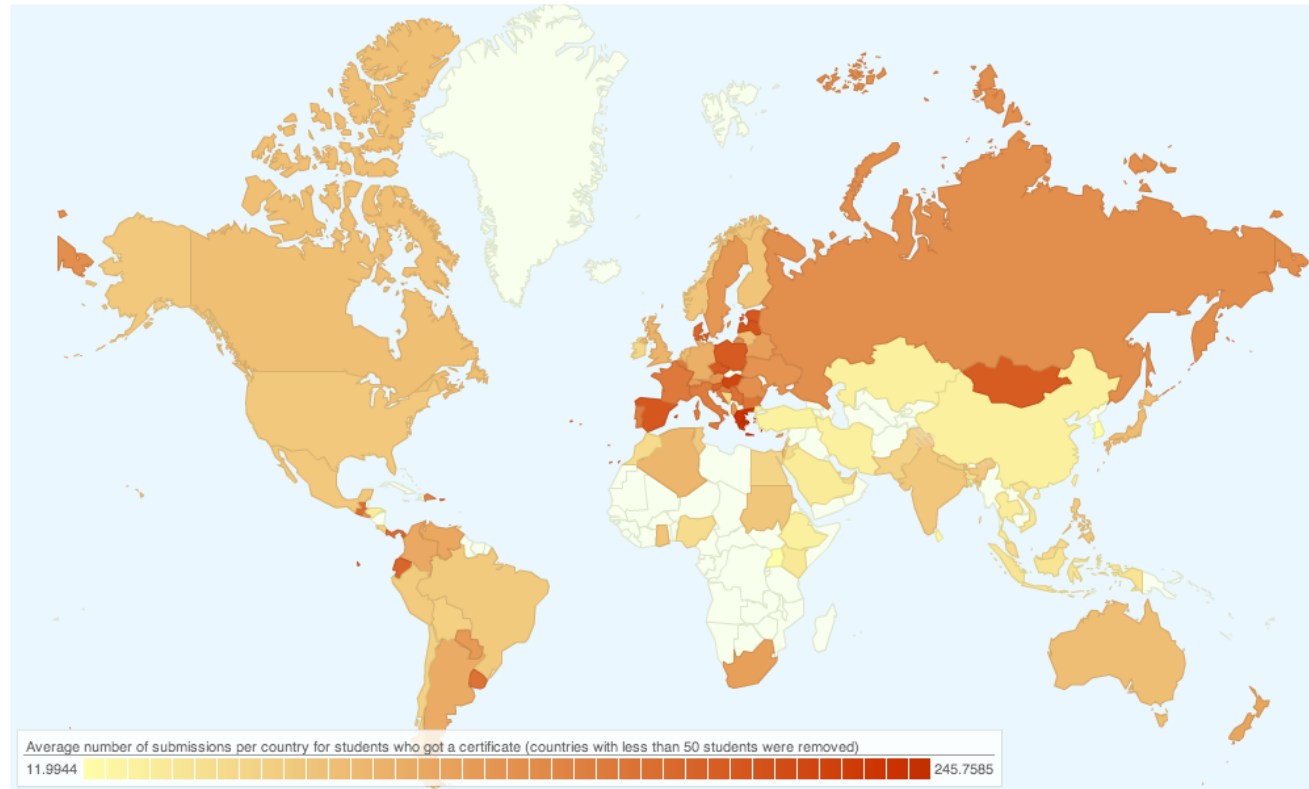 Average number of submissions per country for students who got a certificate (countries with less than 50 students were removed)
11.9944 245.7585